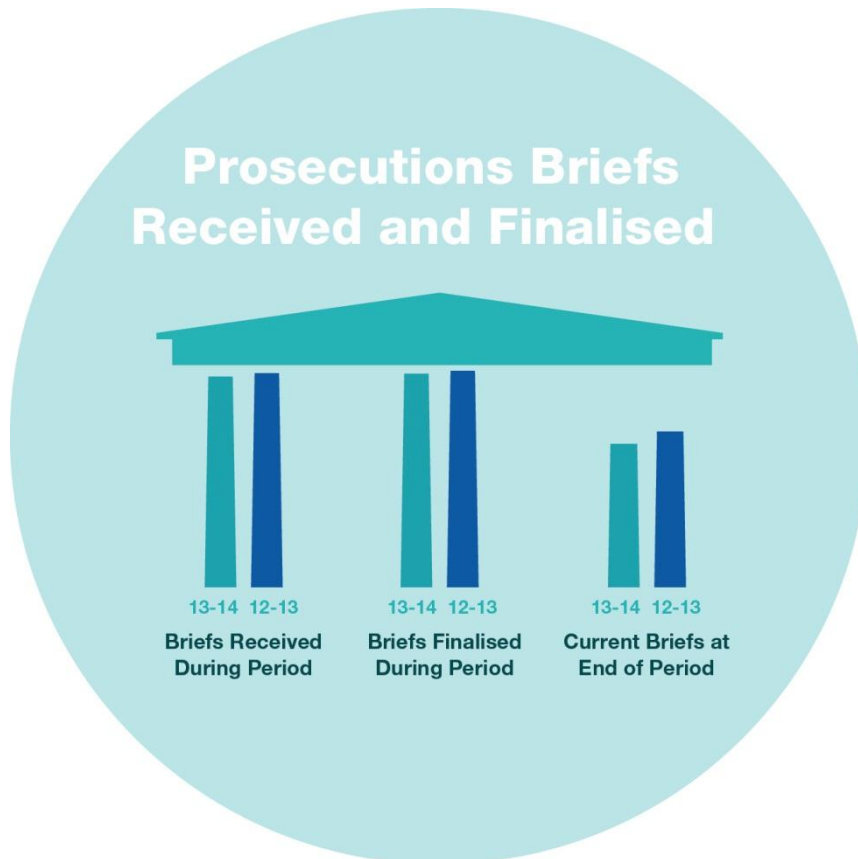 Prosecutions Briefs
Received and Finalised
13-14 12-13
Briefs Received
During Period
13-14 12-13
Briefs Finalised
During Period
13-14 12-13
Current Briefs at
End of Period